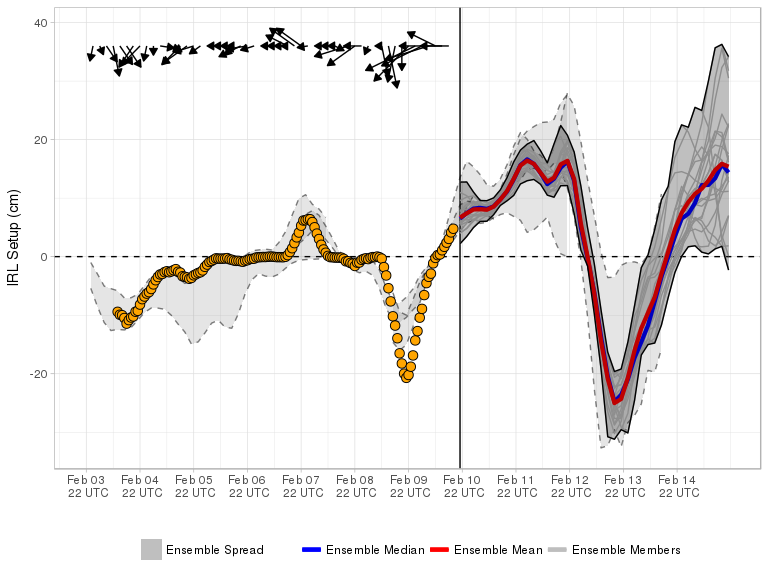 40
20
0
-20
IRL Setup (cm)
Feb 03 Feb 04 Feb 05 Feb 06 Feb 07 Feb 08 Feb 09 Feb 10 Feb 11 Feb 12 Feb 13 Feb 14
22 UTC 22 UTC 22 UTC 22 UTC 22 UTC 22 UTC 22 UTC 22 UTC 22 UTC 22 UTC 22 UTC 22 UTC
Ensemble Spread Ensemble Median Ensemble Mean Ensemble Members